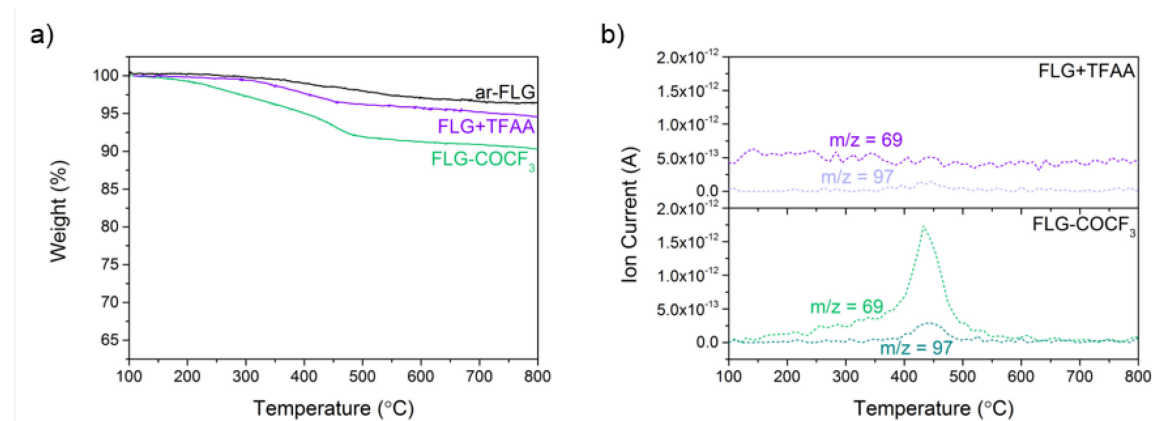 a)
100
95
90
85
80
75
70
65
Weight (%)
ar-FLG
FLG+TFAA
FLG-COCF₃
100 200 300 400 500 600 700 800
Temperature (°C)
b)
2.0x10⁻¹²
1.5x10⁻¹²
1.0x10⁻¹²
5.0x10⁻¹³
0.0
2.0x10⁻¹²
1.5x10⁻¹²
1.0x10⁻¹²
5.0x10⁻¹³
0.0
Ion Current (A)
FLG+TFAA
m/z = 69
m/z = 97
FLG-COCF₃
m/z = 69
m/z = 97
100 200 300 400 500 600 700 800
Temperature (°C)